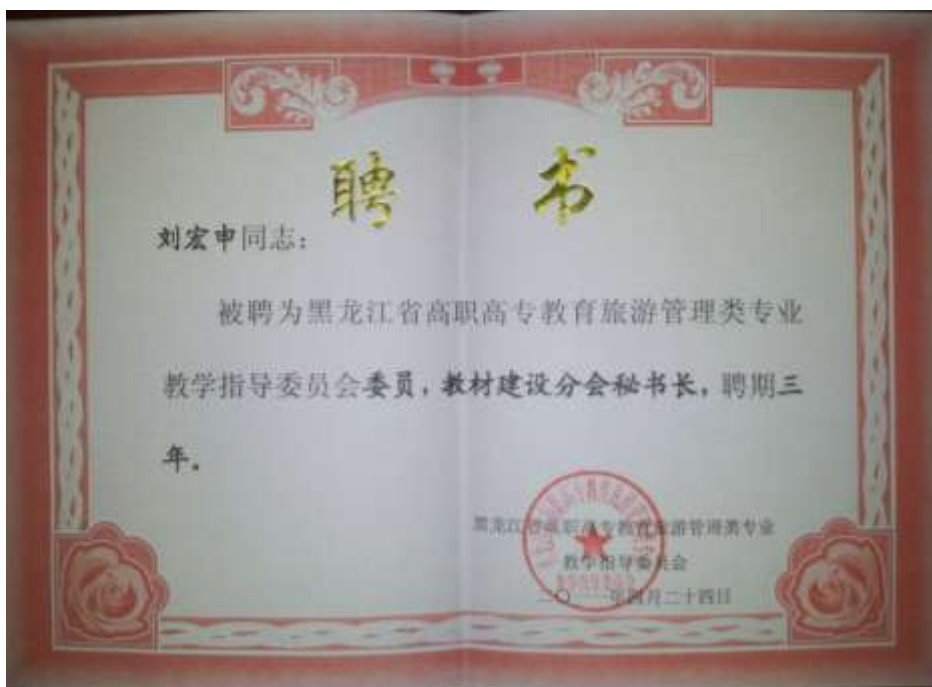 聘 书
刘宏申同志：
被聘为黑龙江省高职高专教育旅游管理类专业
教学指导委员会委员，教材建设分会秘书长，聘期三
年。
黑龙江省高职高专教育旅游管理类专业
教学指导委员会
年四月二十四日